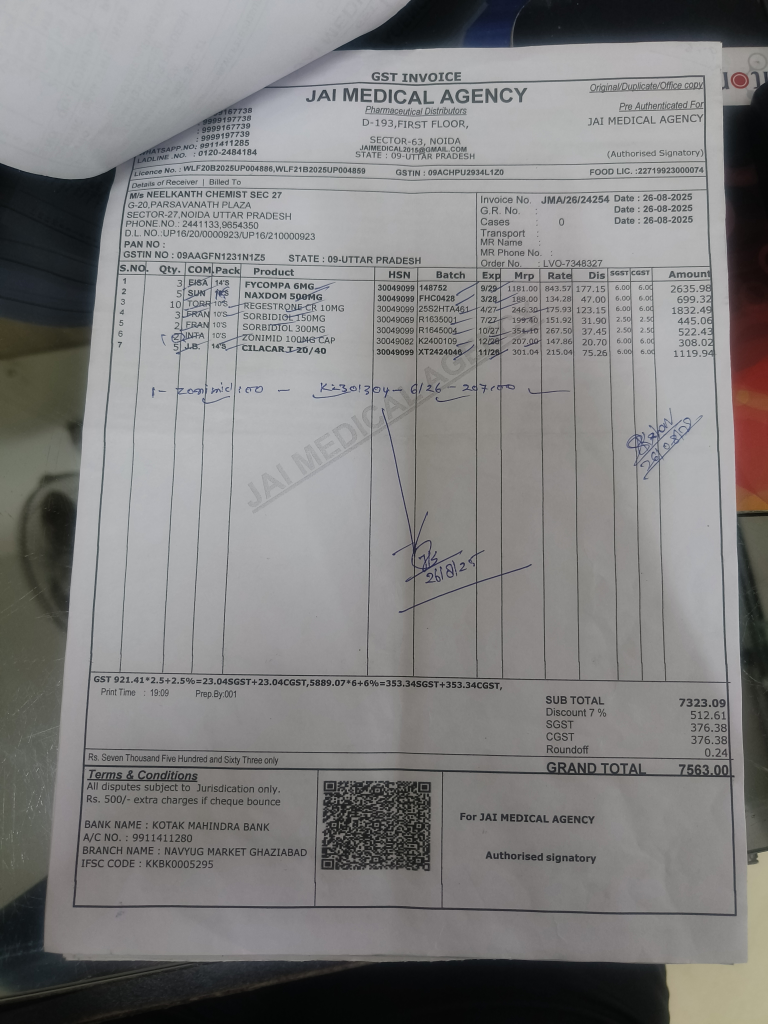 GST INVOICE
JAI MEDICAL AGENCY
Pharmaceutical Distributors
D-193,FIRST FLOOR,
SECTOR-63, NOIDA
JAIMEDICAL2015@GMAIL.COM
STATE : 09-UTTAR PRADESH
Original/Duplicate/Office copy
Pre Authenticated For
JAI MEDICAL AGENCY
(Authorised Signatory)
: 9999197738
: 9999167739
: 9999197739
WHATSAPP.NO: 9911411285
LADLINE .NO. : 0120-2484184
Licence No. : WLF20B2025UP004886,WLF21B2025UP004859 GSTIN : 09ACHPU2934L1Z0 FOOD LIC. :22719923000074
Details of Receiver | Billed To
M/s NEELKANTH CHEMIST SEC 27
G-20,PARSAVANATH PLAZA
SECTOR-27,NOIDA UTTAR PRADESH
PHONE.NO : 2441133,9654350
D.L.NO.:UP16/20/0000923/UP16/210000923
PAN NO :
GSTIN NO : 09AAGFN1231N1Z5 STATE : 09-UTTAR PRADESH
Invoice No. JMA/26/24254 Date : 26-08-2025
G.R. No. : Date : 26-08-2025
Cases : 0 Date : 26-08-2025
Transport :
MR Name :
MR Phone No. :
Order No. : LVO-7348327
S.NO. Qty. COM. Pack Product HSN Batch Exp Mrp Rate Dis SGST CGST Amount
1 3 EISA 14'S FYCOMPA 6MG 30049099 148752 9/29 1181.00 843.57 177.15 6.00 6.00 2635.98
2 5 SUN NAXDOM 500MG 30049099 FHC0428 3/28 188.00 134.28 47.00 6.00 6.00 699.32
3 10 TORR 10'S REGESTRONE CR 10MG 30049099 25S2HTA461 4/27 246.30 175.93 123.15 6.00 6.00 1832.49
4 3 FRAN 10'S SORBIDIOL 150MG 30049069 R1635001 7/27 199.40 151.92 31.90 2.50 2.50 445.06
5 2 FRAN 10'S SORBIDIOL 300MG 30049069 R1645004 10/27 351.10 267.50 37.45 2.50 2.50 522.43
6 2 INTA 10'S ZONIMID 100MG CAP 30049082 K2400109 12/26 207.00 147.86 20.70 6.00 6.00 308.02
7 5 J.B. 14'S CILACAR T 20/40 30049099 XT2424046 11/26 301.04 215.04 75.26 6.00 6.00 1119.94
1 - Zonimid 100 - K2301304 - 6/26 - 207.00
JAI MEDICAL AGENCY
26/8/25
GST 921.41*2.5+2.5%=23.04SGST+23.04CGST,5889.07*6+6%=353.34SGST+353.34CGST,
Print Time : 19:09 Prep.By:001
SUB TOTAL 7323.09
Discount 7 % 512.61
SGST 376.38
CGST 376.38
Roundoff 0.24
Rs. Seven Thousand Five Hundred and Sixty Three only
GRAND TOTAL 7563.00
Terms & Conditions
All disputes subject to Jurisdication only.
Rs. 500/- extra charges if cheque bounce
BANK NAME : KOTAK MAHINDRA BANK
A/C NO. : 9911411280
BRANCH NAME : NAVYUG MARKET GHAZIABAD
IFSC CODE : KKBK0005295
For JAI MEDICAL AGENCY
Authorised signatory